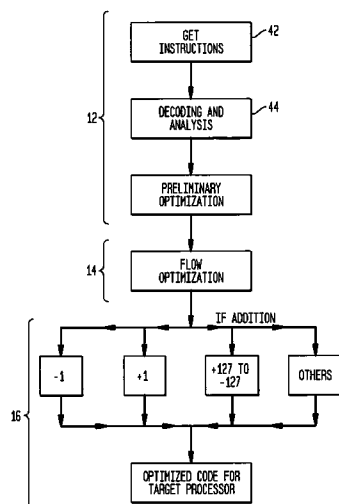 GET
INSTRUCTIONS
42
DECODING AND
ANALYSIS
44
12
PRELIMINARY
OPTIMIZATION
FLOW
OPTIMIZATION
14
IF ADDITION
-1
+1
+127 TO
-127
OTHERS
16
OPTIMIZED CODE FOR
TARGET PROCESSOR